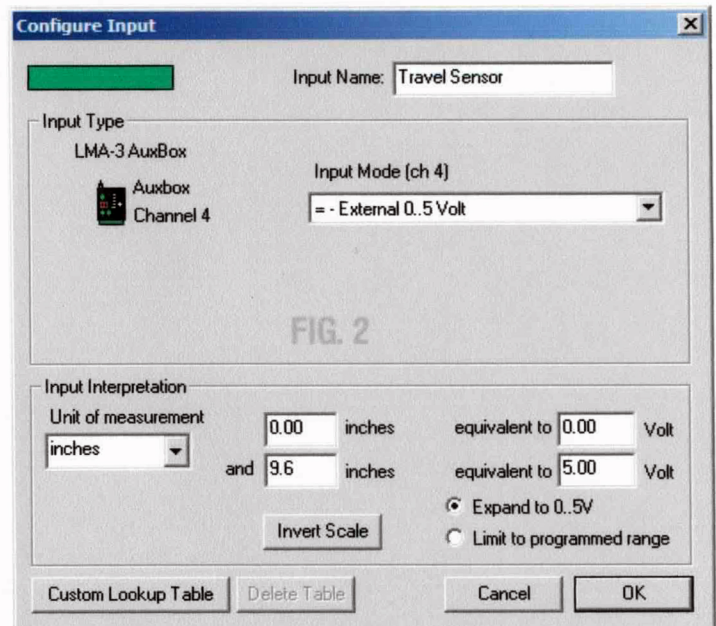 Configure Input
Input Name: Travel Sensor
Input Type
LMA-3 AuxBox
Auxbox
Channel 4
Input Mode (ch 4)
= - External 0..5 Volt
FIG. 2
Input Interpretation
Unit of measurement
inches
0.00 inches equivalent to 0.00 Volt
and 9.6 inches equivalent to 5.00 Volt
Invert Scale
Expand to 0..5V
Limit to programmed range
Custom Lookup Table Delete Table Cancel OK